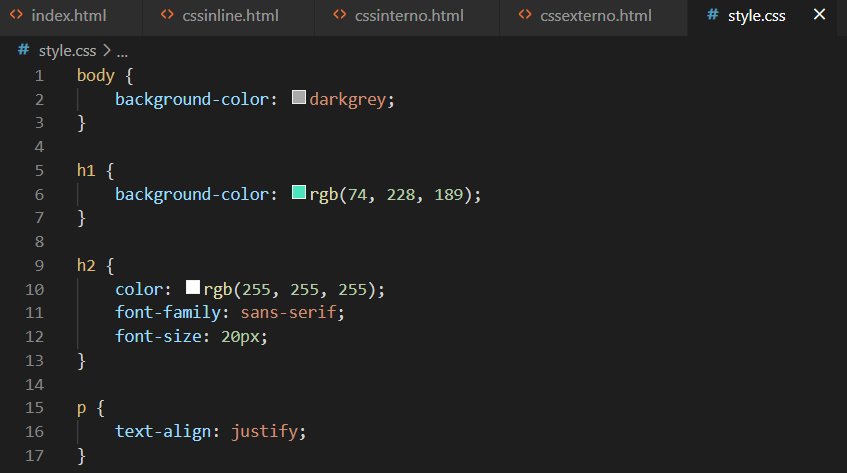 index.html cssinline.html cssinterno.html cssexterno.html # style.css ×
# style.css > ...
1 body {
2     background-color: darkgrey;
3 }
4
5 h1 {
6     background-color: rgb(74, 228, 189);
7 }
8
9 h2 {
10     color: rgb(255, 255, 255);
11     font-family: sans-serif;
12     font-size: 20px;
13 }
14
15 p {
16     text-align: justify;
17 }